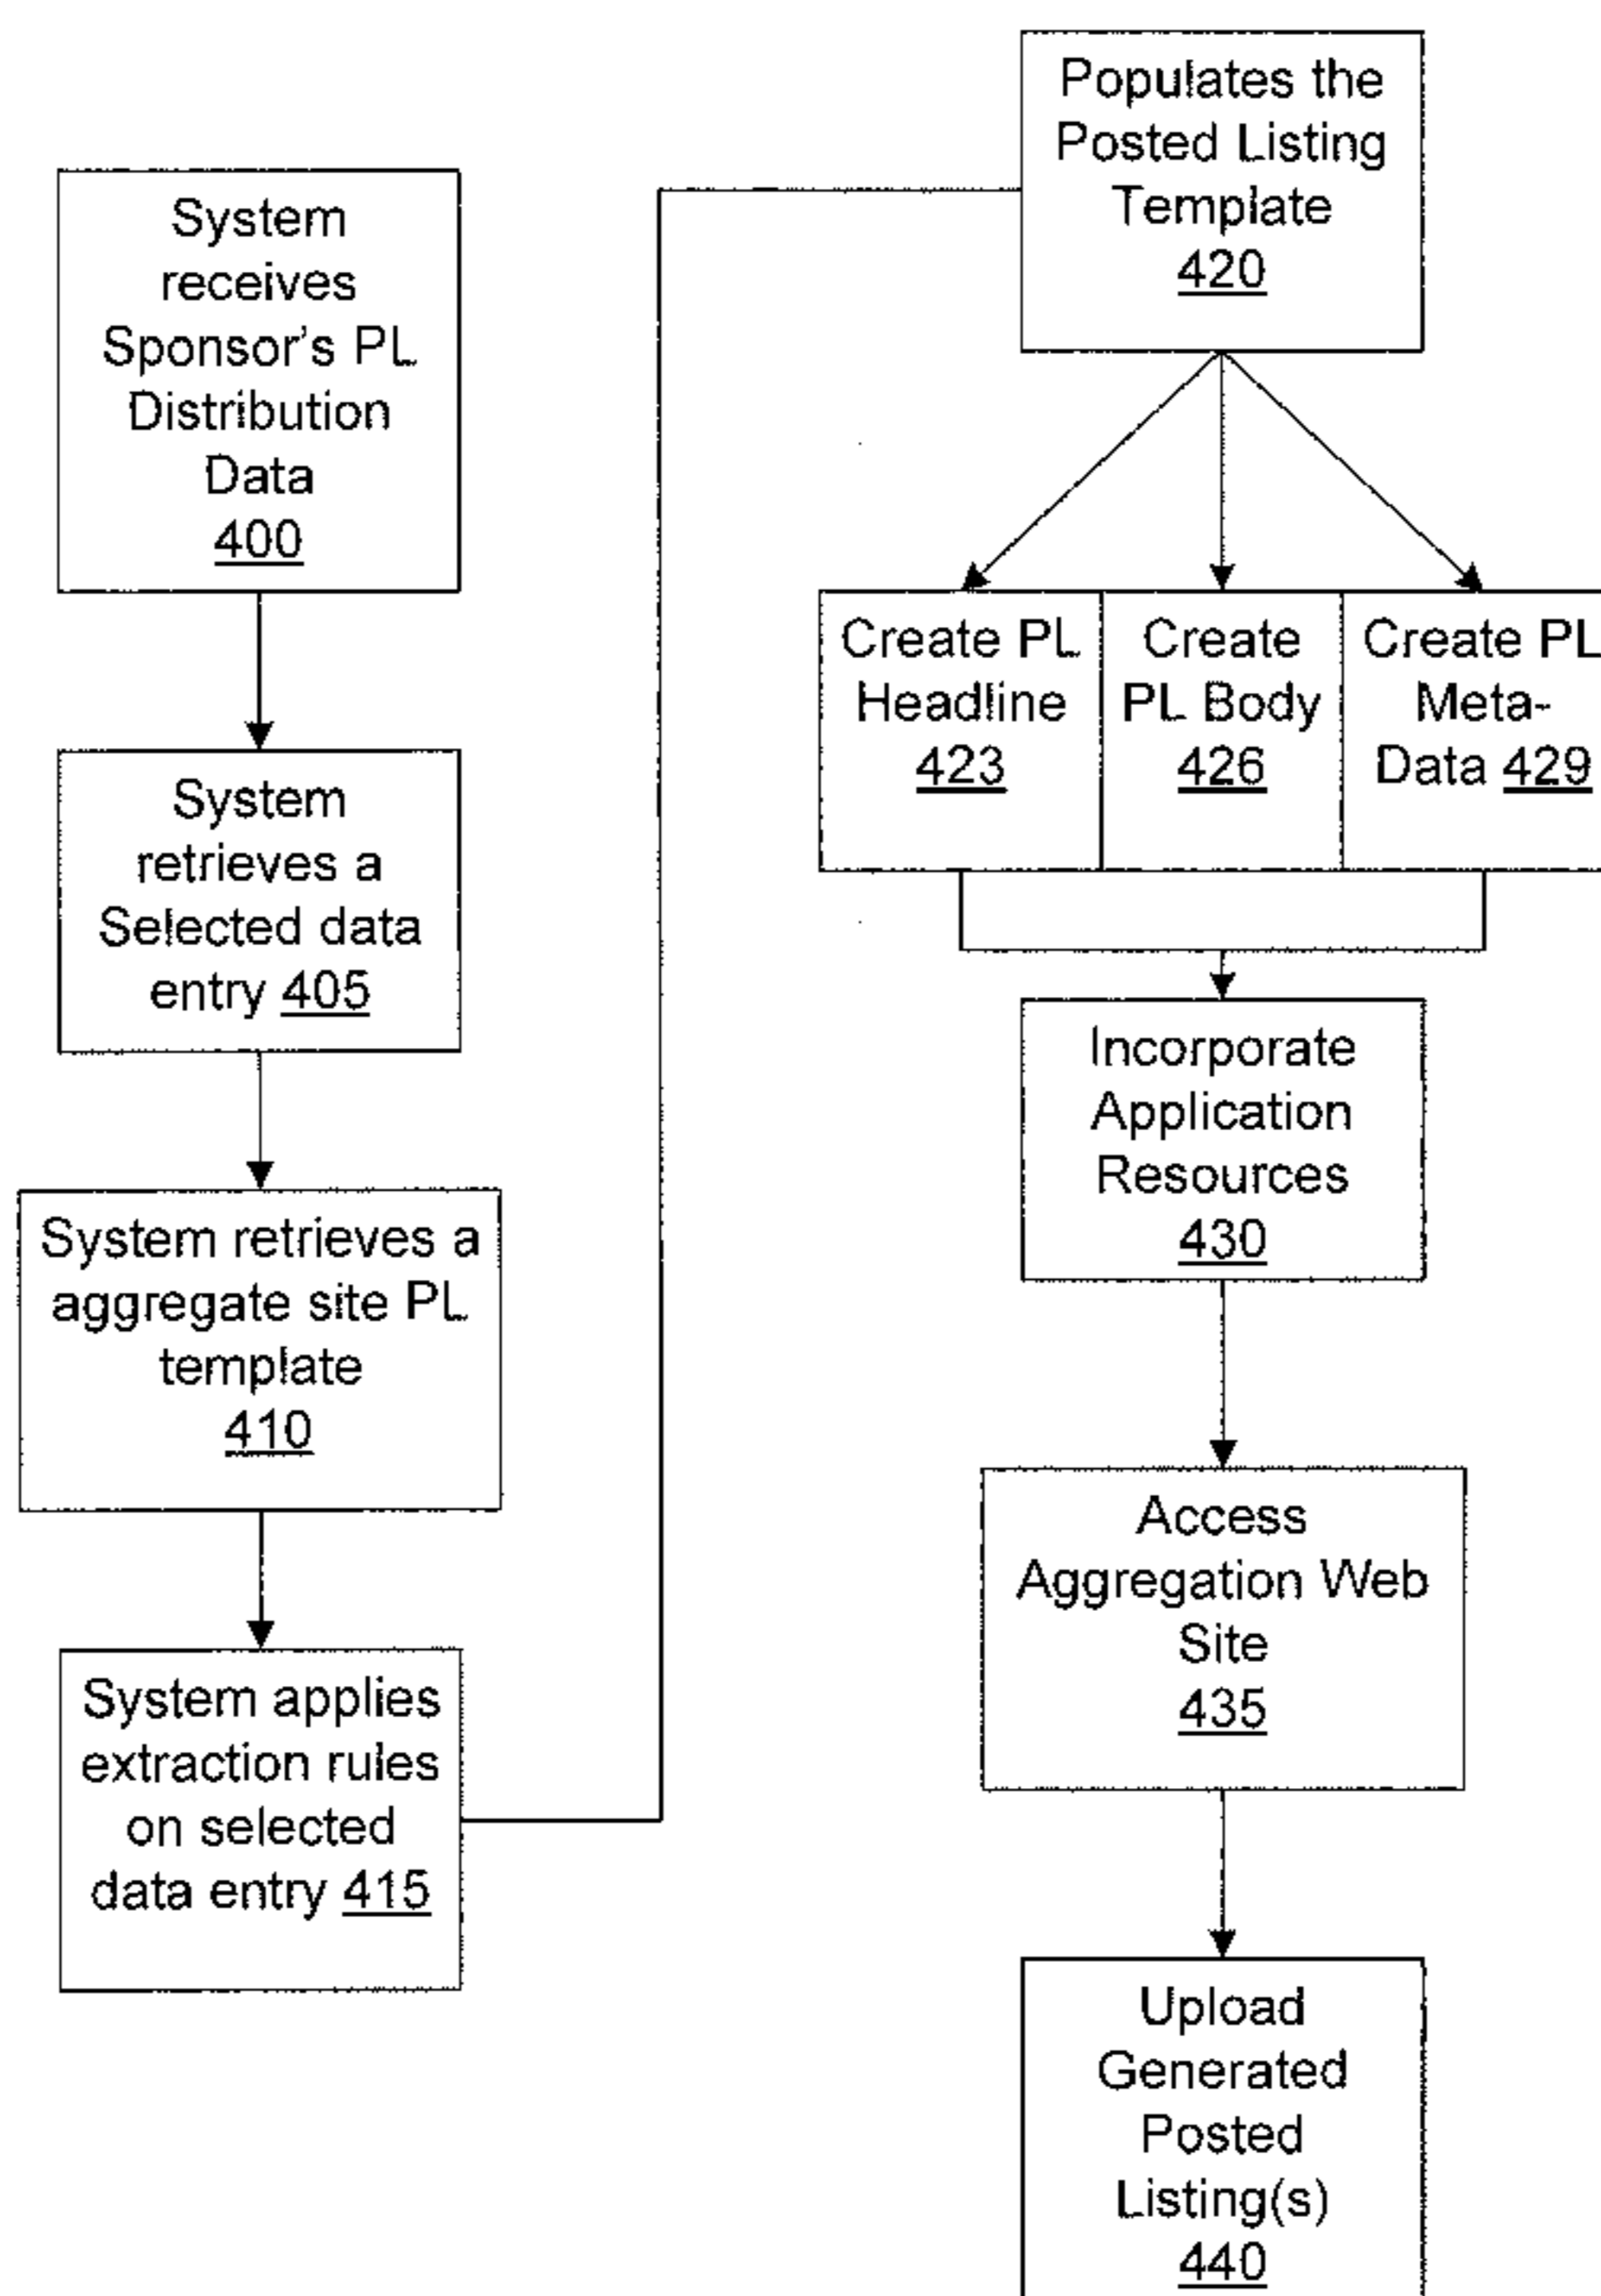 System
receives
Sponsor's PL
Distribution
Data
400
System
retrieves a
Selected data
entry 405
System retrieves a
aggregate site PL
template
410
System applies
extraction rules
on selected
data entry 415
Populates the
Posted Listing
Template
420
Create PL
Headline
423
Create
PL Body
426
Create PL
Meta-
Data 429
Incorporate
Application
Resources
430
Access
Aggregation Web
Site
435
Upload
Generated
Posted
Listing(s)
440